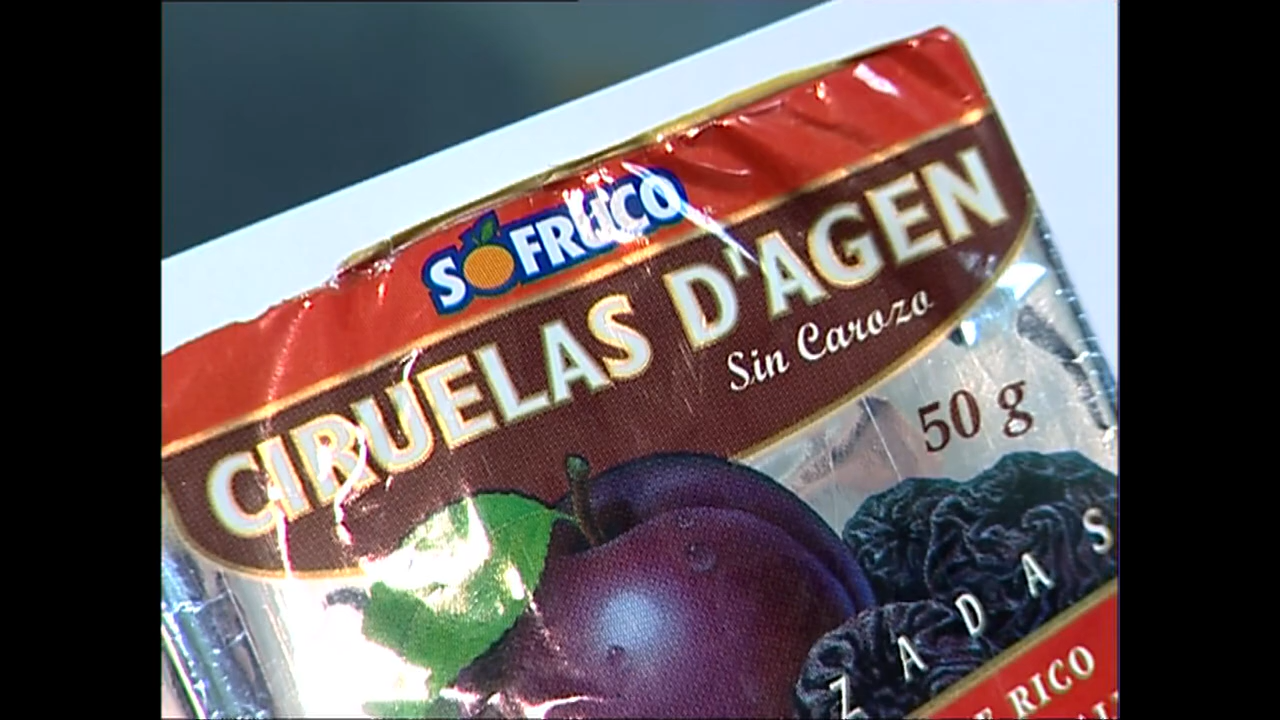 SOFRUCO
CIRUELAS D'AGEN
Sin Carozo
50 g
ZADAS
RICO